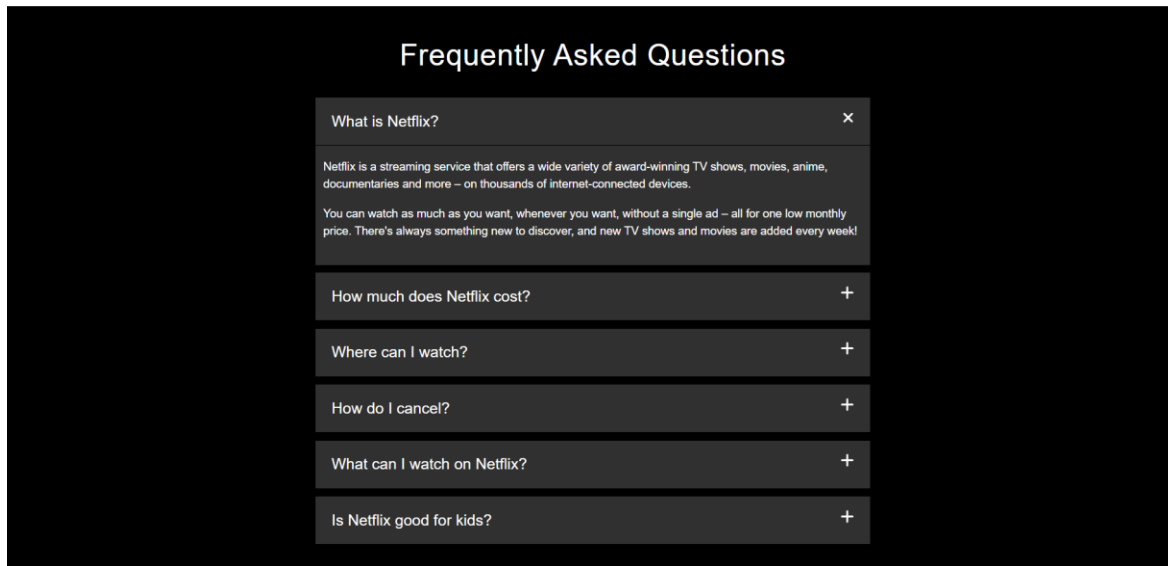 Frequently Asked Questions
What is Netflix?
Netflix is a streaming service that offers a wide variety of award-winning TV shows, movies, anime,
documentaries and more – on thousands of internet-connected devices.
You can watch as much as you want, whenever you want, without a single ad – all for one low monthly
price. There's always something new to discover, and new TV shows and movies are added every week!
How much does Netflix cost?
Where can I watch?
How do I cancel?
What can I watch on Netflix?
Is Netflix good for kids?